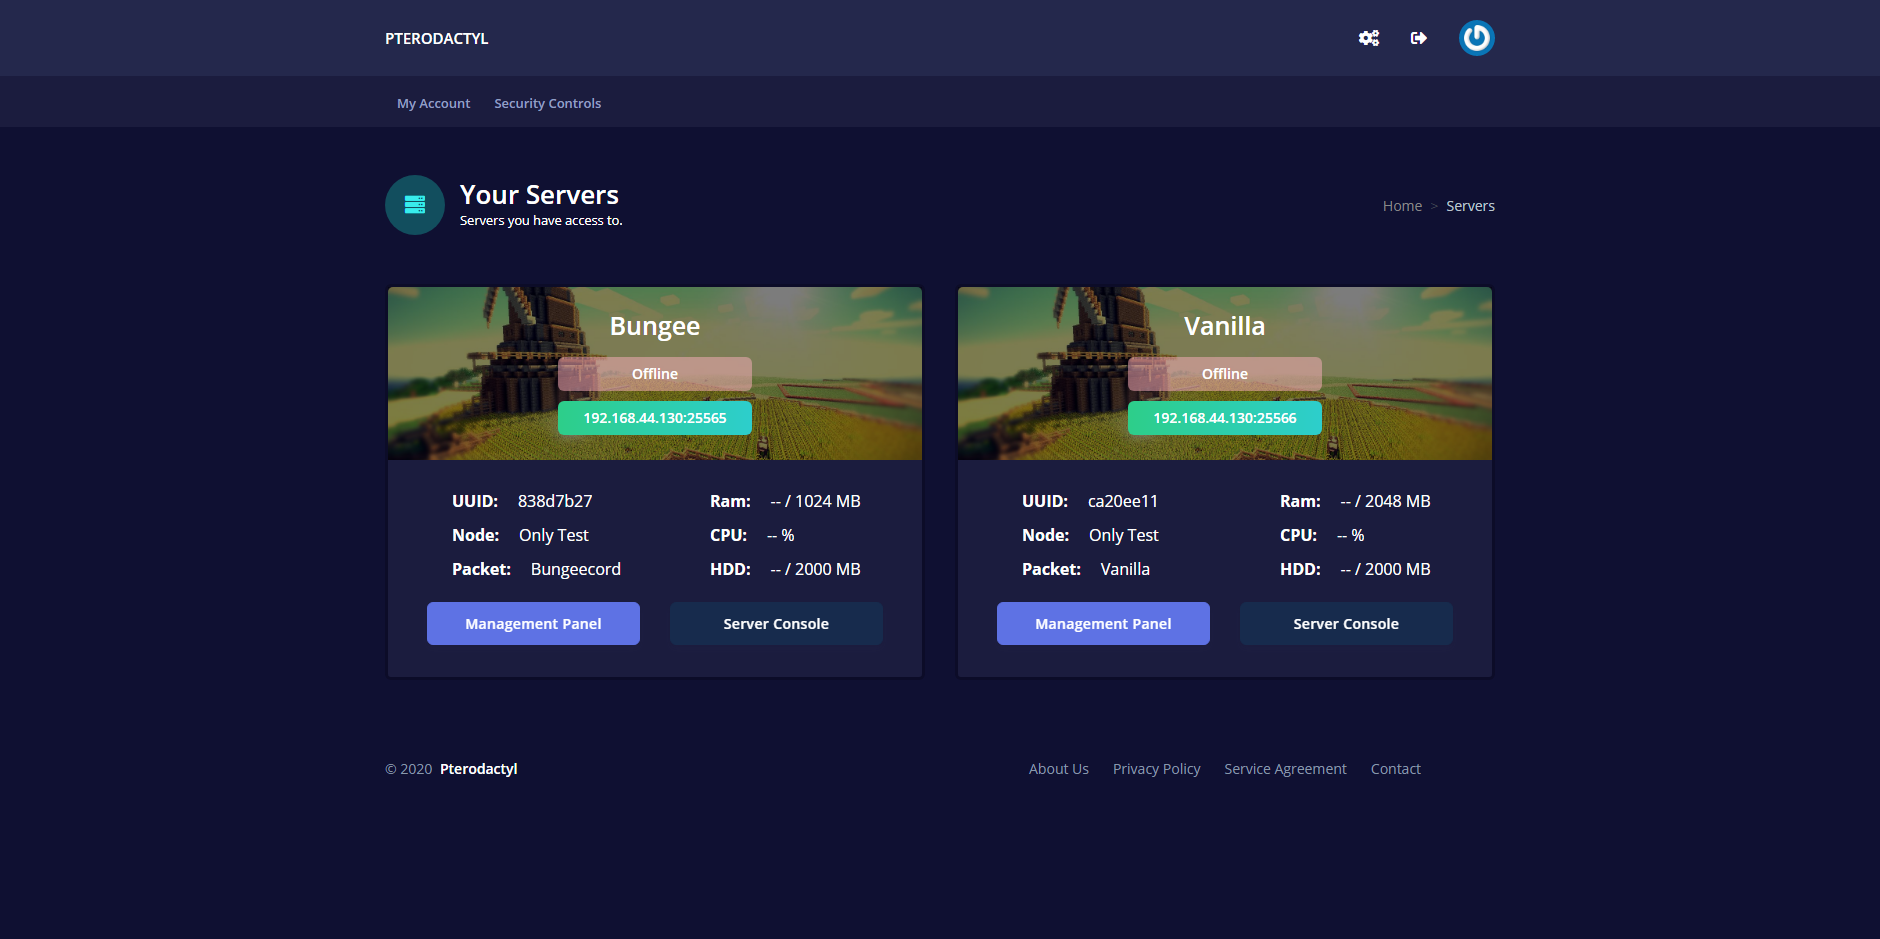 PTERODACTYL
My Account Security Controls
Your Servers
Servers you have access to.
Home > Servers
Bungee
Offline
192.168.44.130:25565
UUID: 838d7b27 Ram: -- / 1024 MB
Node: Only Test CPU: -- %
Packet: Bungeecord HDD: -- / 2000 MB
Management Panel Server Console
Vanilla
Offline
192.168.44.130:25566
UUID: ca20ee11 Ram: -- / 2048 MB
Node: Only Test CPU: -- %
Packet: Vanilla HDD: -- / 2000 MB
Management Panel Server Console
© 2020 Pterodactyl
About Us Privacy Policy Service Agreement Contact